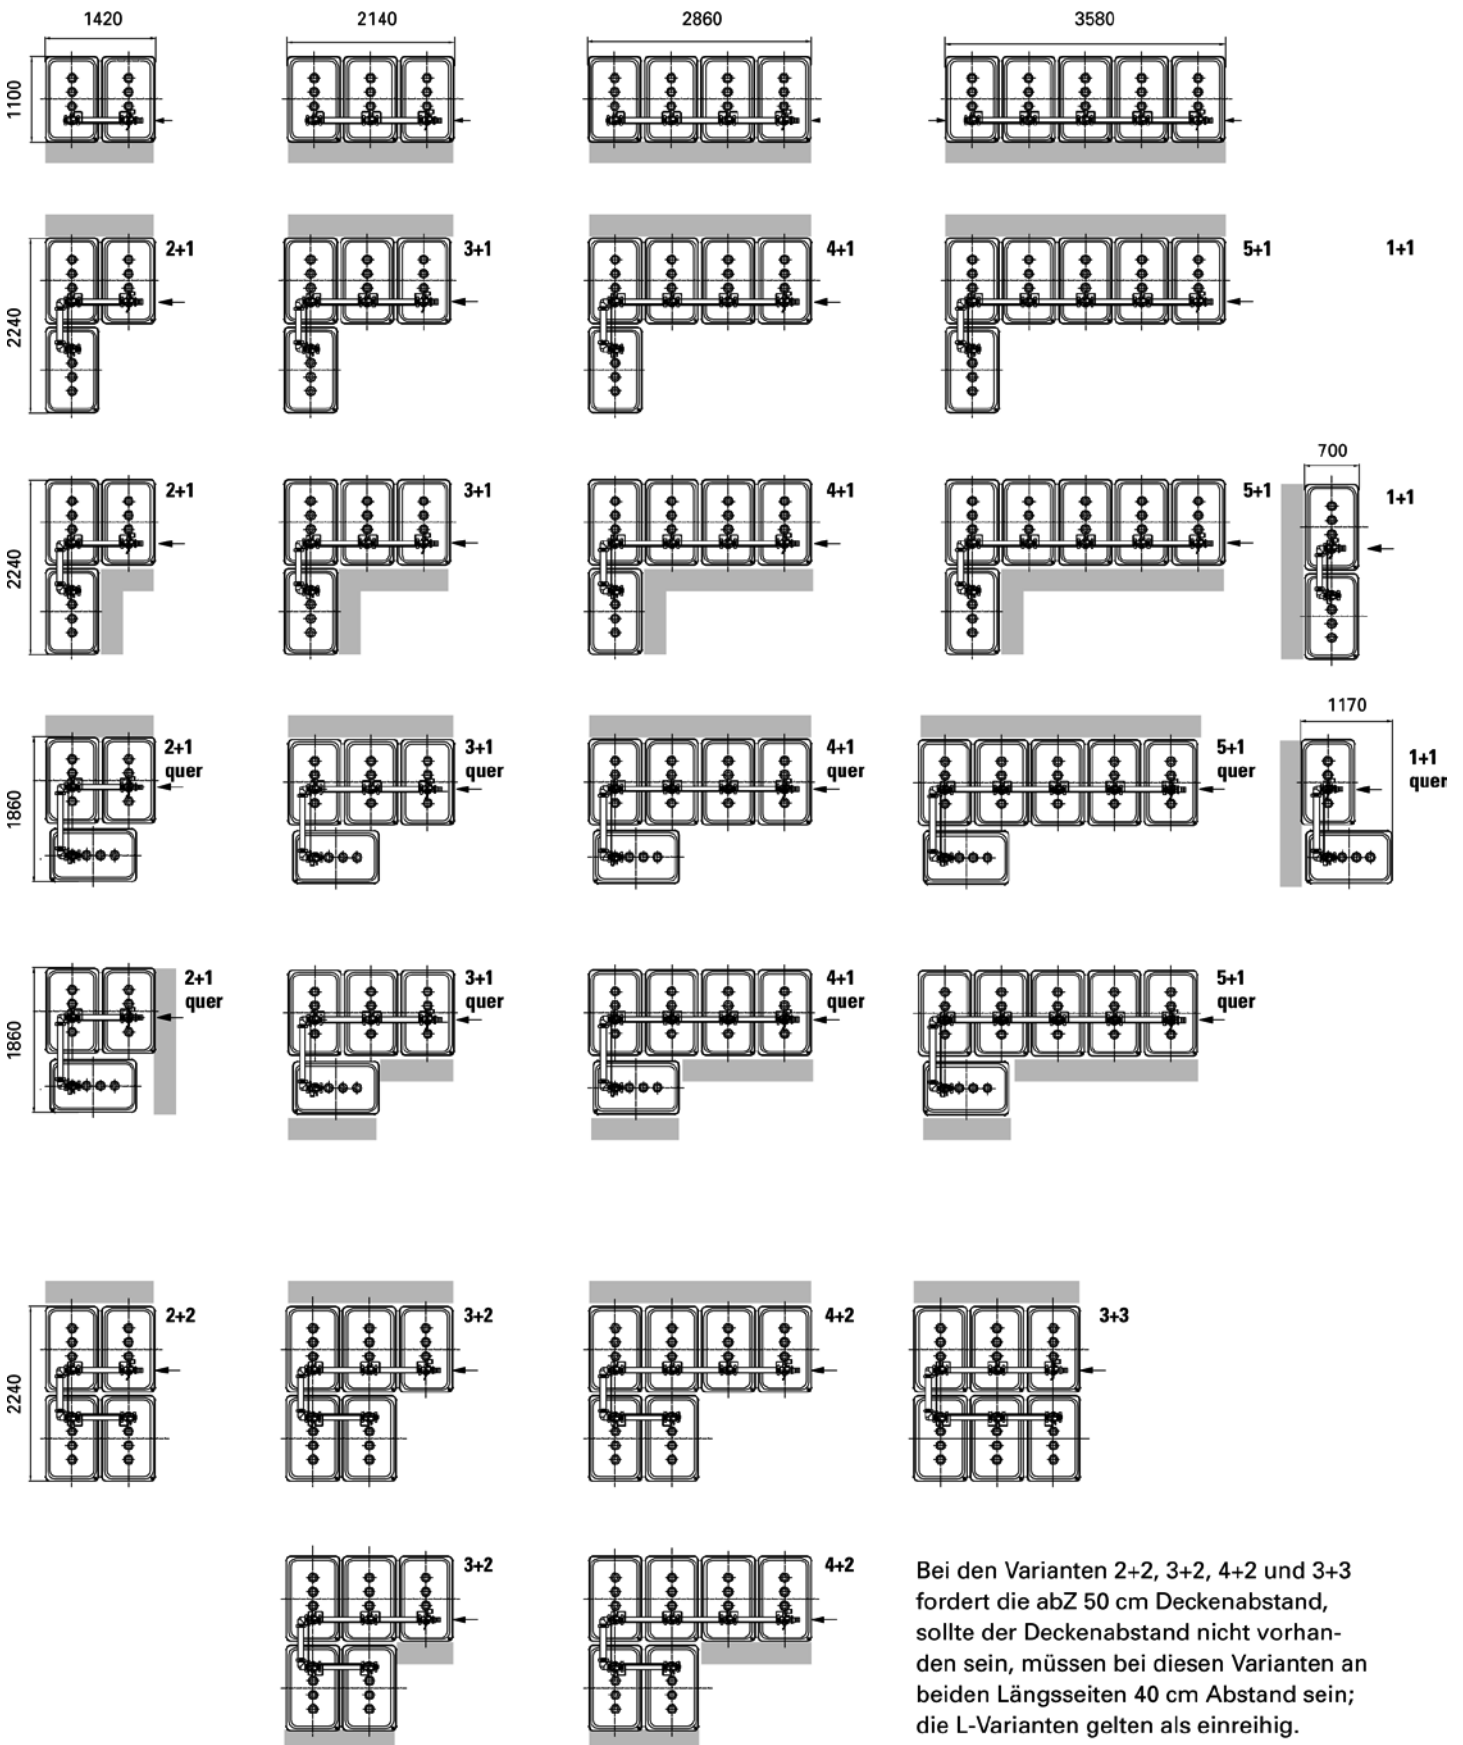 1420
2140
2860
3580
1100
2240
2+1
3+1
4+1
5+1
1+1
2240
2+1
3+1
4+1
5+1
700
1+1
1860
2+1
quer
3+1
quer
4+1
quer
5+1
quer
1170
1+1
quer
1860
2+1
quer
3+1
quer
4+1
quer
5+1
quer
2240
2+2
3+2
4+2
3+3
3+2
4+2
Bei den Varianten 2+2, 3+2, 4+2 und 3+3
fordert die abZ 50 cm Deckenabstand,
sollte der Deckenabstand nicht vorhan-
den sein, müssen bei diesen Varianten an
beiden Längsseiten 40 cm Abstand sein;
die L-Varianten gelten als einreihig.